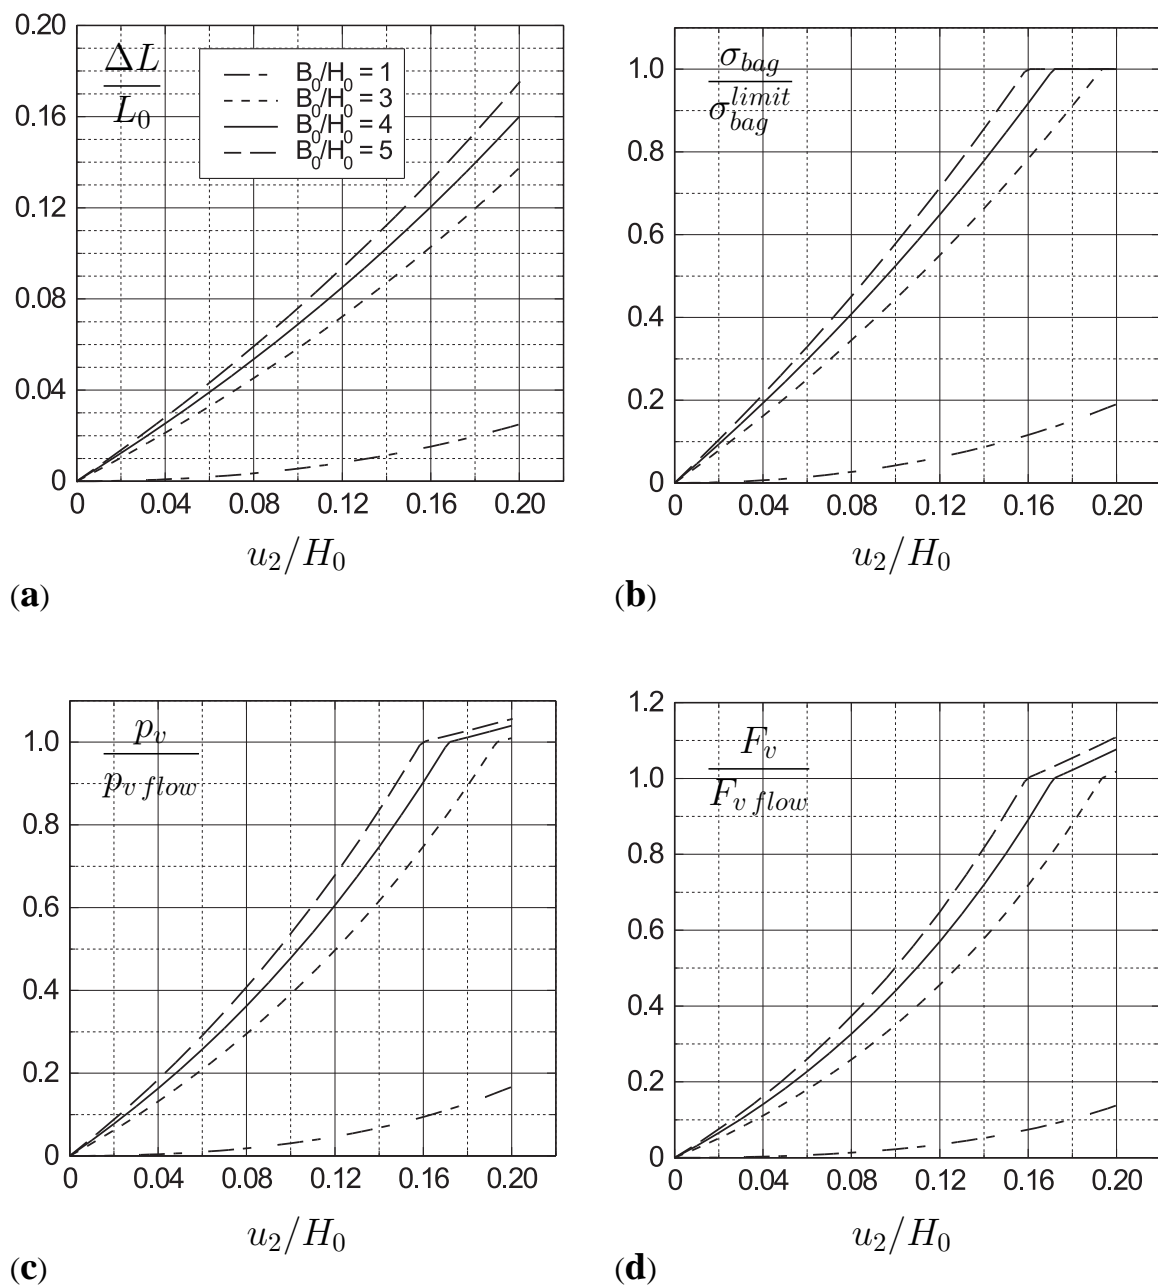 0.20
ΔL
L₀
B₀/H₀ = 1
B₀/H₀ = 3
B₀/H₀ = 4
B₀/H₀ = 5
0.16
0.12
0.08
0.04
0
0 0.04 0.08 0.12 0.16 0.20
u₂/H₀
(a)
σ_bag
σ_bag^limit
1.0
0.8
0.6
0.4
0.2
0
0 0.04 0.08 0.12 0.16 0.20
u₂/H₀
(b)
p_v
p_v flow
1.0
0.8
0.6
0.4
0.2
0
0 0.04 0.08 0.12 0.16 0.20
u₂/H₀
(c)
1.2
F_v
F_v flow
1.0
0.8
0.6
0.4
0.2
0
0 0.04 0.08 0.12 0.16 0.20
u₂/H₀
(d)